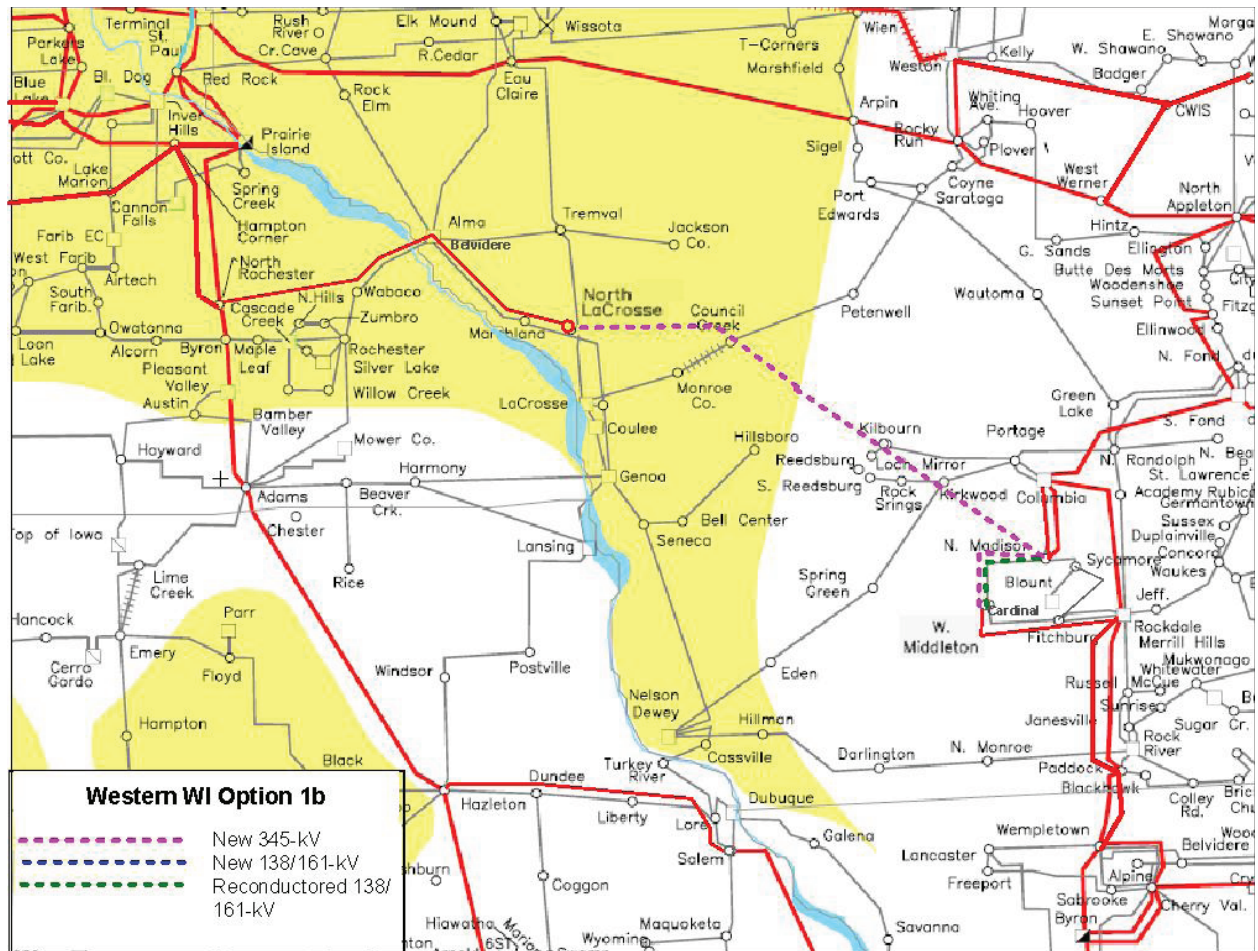 Terminal
St.
Paul
Parkers
Lake
Bl. Dog
Blue
Lake
Red Rock
Rush
River
Cr.Cave
Elk Mound
R.Cedar
Wissota
Eau
Claire
Rock
Elm
T-Corners
Marshfield
Wien
Weston
Kelly
W. Shawano
E. Shawano
Badger
Morga
Arpin
Sigel
Rocky
Run
Whiting
Ave.
Hoover
Plover
CWIS
Port
Edwards
Coyne
Saratoga
West
Werner
North
Appleton
Hintz
G. Sands
Ellington
Butte Des Morts
Woodenshoe
Sunset Point
City
Fitzg
Ellinwood
N. Fond
Inver
Hills
Prairie
Island
ott Co.
Lake
Marion
Spring
Creek
Cannon
Falls
Hampton
Corner
Farib EC
West Farib
Airtech
South
Farib.
North
Rochester
Alma
Belvidere
Tremval
Jackson
Co.
Wabaco
N.Hills
Cascade
Creek
Zumbro
Owatanna
Loon
Lake
Alcorn
Byron
Maple
Leaf
Rochester
Silver Lake
Pleasant
Valley
Willow Creek
Austin
Marshland
North
LaCrosse
Council
Creek
Petenwell
Wautoma
Monroe
Co.
LaCrosse
Coulee
Hillsboro
Genoa
Green
Lake
S. Fond
Kilbourn
Portage
Reedsburg
Loch Mirror
S. Reedsburg
Rock
Srings
Kirkwood
Columbia
N. Randolph
N. Bea
St. Lawrence
Academy
Rubicon
Germantown
Sussex
Duplainville
Concord
Waukes
Bamber
Valley
Hayward
Mower Co.
Harmony
Adams
Beaver
Crk.
Chester
Top of Iowa
Rice
Lime
Creek
Lansing
Seneca
Bell Center
N. Madison
Sycamore
Blount
Cardinal
Fitchburg
W.
Middleton
Jeff.
Rockdale
Merrill Hills
Mukwonago
Whitewater
Spring
Green
Hancock
Parr
Emery
Cerro
Gordo
Floyd
Hampton
Windsor
Postville
Eden
Nelson
Dewey
Hillman
Cassville
Darlington
N. Monroe
Russell
McCue
Sunrise
Janesville
Sugar Cr.
Rock
River
Paddock
Blackhawk
Colley
Rd.
Turkey
River
Black
Dundee
Hazleton
Liberty
Lore
Dubuque
Galena
Salem
Wempletown
Belvidere
Lancaster
Freeport
Alpine
Sabrooke
Byron
Cherry Val.
Coggon
Maquoketa
Wyoming
Savanna
Hiawatha
Western WI Option 1b
New 345-kV
New 138/161-kV
Reconductored 138/
161-kV